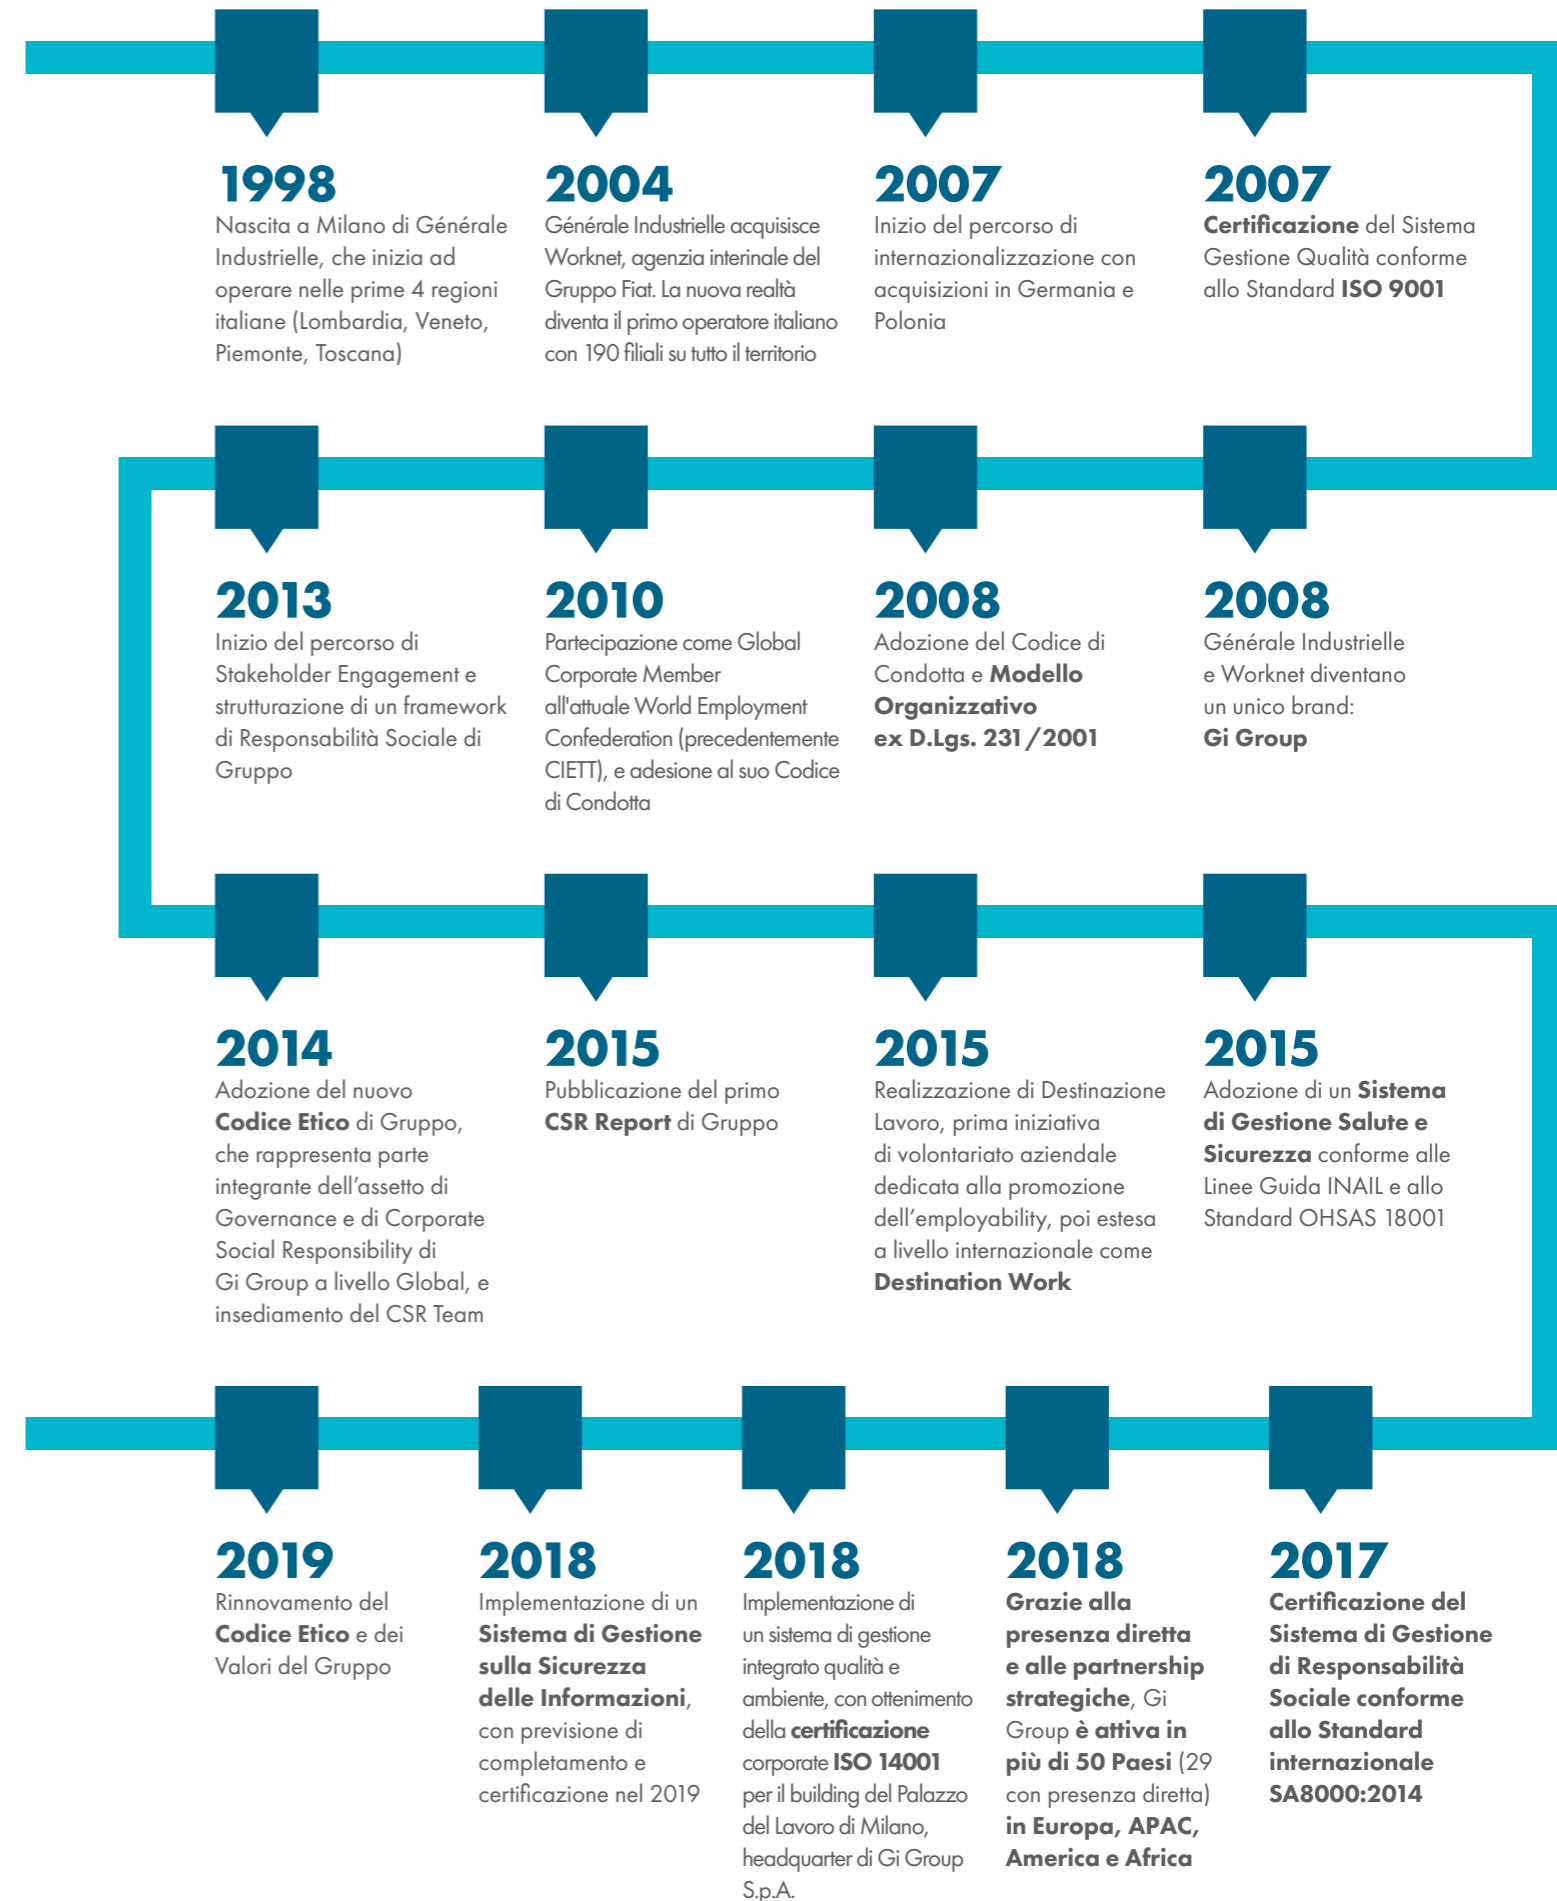 1998
Nascita a Milano di Générale
Industrielle, che inizia ad
operare nelle prime 4 regioni
italiane (Lombardia, Veneto,
Piemonte, Toscana)
2004
Générale Industrielle acquisisce
Worknet, agenzia interinale del
Gruppo Fiat. La nuova realtà
diventa il primo operatore italiano
con 190 filiali su tutto il territorio
2007
Inizio del percorso di
internazionalizzazione con
acquisizioni in Germania e
Polonia
2007
Certificazione del Sistema
Gestione Qualità conforme
allo Standard ISO 9001
2008
Générale Industrielle
e Worknet diventano
un unico brand:
Gi Group
2008
Adozione del Codice di
Condotta e Modello
Organizzativo
ex D.Lgs. 231/2001
2010
Partecipazione come Global
Corporate Member
all'attuale World Employment
Confederation (precedentemente
CIETT), e adesione al suo Codice
di Condotta
2013
Inizio del percorso di
Stakeholder Engagement e
strutturazione di un framework
di Responsabilità Sociale di
Gruppo
2014
Adozione del nuovo
Codice Etico di Gruppo,
che rappresenta parte
integrante dell’assetto di
Governance e di Corporate
Social Responsibility di
Gi Group a livello Global, e
insediamento del CSR Team
2015
Pubblicazione del primo
CSR Report di Gruppo
2015
Realizzazione di Destinazione
Lavoro, prima iniziativa
di volontariato aziendale
dedicata alla promozione
dell’employability, poi estesa
a livello internazionale come
Destination Work
2015
Adozione di un Sistema
di Gestione Salute e
Sicurezza conforme alle
Linee Guida INAIL e allo
Standard OHSAS 18001
2017
Certificazione del
Sistema di Gestione
di Responsabilità
Sociale conforme
allo Standard
internazionale
SA8000:2014
2018
Grazie alla
presenza diretta
e alle partnership
strategiche, Gi
Group è attiva in
più di 50 Paesi (29
con presenza diretta)
in Europa, APAC,
America e Africa
2018
Implementazione di
un sistema di gestione
integrato qualità e
ambiente, con ottenimento
della certificazione
corporate ISO 14001
per il building del Palazzo
del Lavoro di Milano,
headquarter di Gi Group
S.p.A.
2018
Implementazione di un
Sistema di Gestione
sulla Sicurezza
delle Informazioni,
con previsione di
completamento e
certificazione nel 2019
2019
Rinnovamento del
Codice Etico e dei
Valori del Gruppo